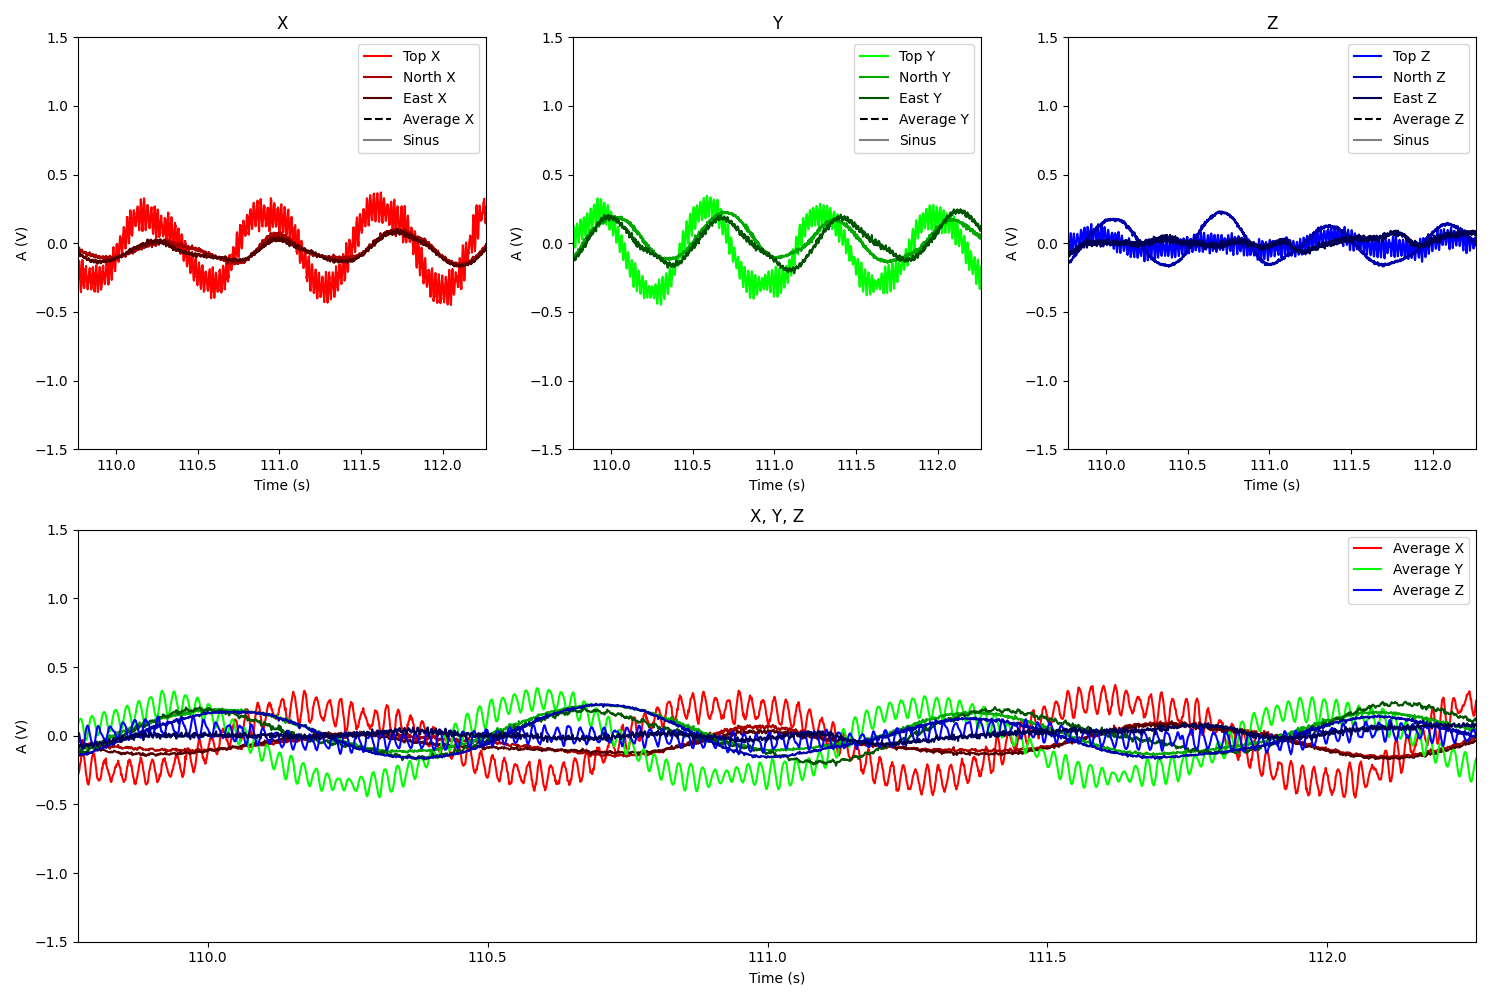 X
Y
Z
A (V)
1.5
1.0
0.5
0.0
−0.5
−1.0
−1.5
Top X
North X
East X
Average X
Sinus
110.0 110.5 111.0 111.5 112.0
Time (s)
A (V)
1.5
1.0
0.5
0.0
−0.5
−1.0
−1.5
Top Y
North Y
East Y
Average Y
Sinus
110.0 110.5 111.0 111.5 112.0
Time (s)
A (V)
1.5
1.0
0.5
0.0
−0.5
−1.0
−1.5
Top Z
North Z
East Z
Average Z
Sinus
110.0 110.5 111.0 111.5 112.0
Time (s)
X, Y, Z
A (V)
1.5
1.0
0.5
0.0
−0.5
−1.0
−1.5
Average X
Average Y
Average Z
110.0 110.5 111.0 111.5 112.0
Time (s)